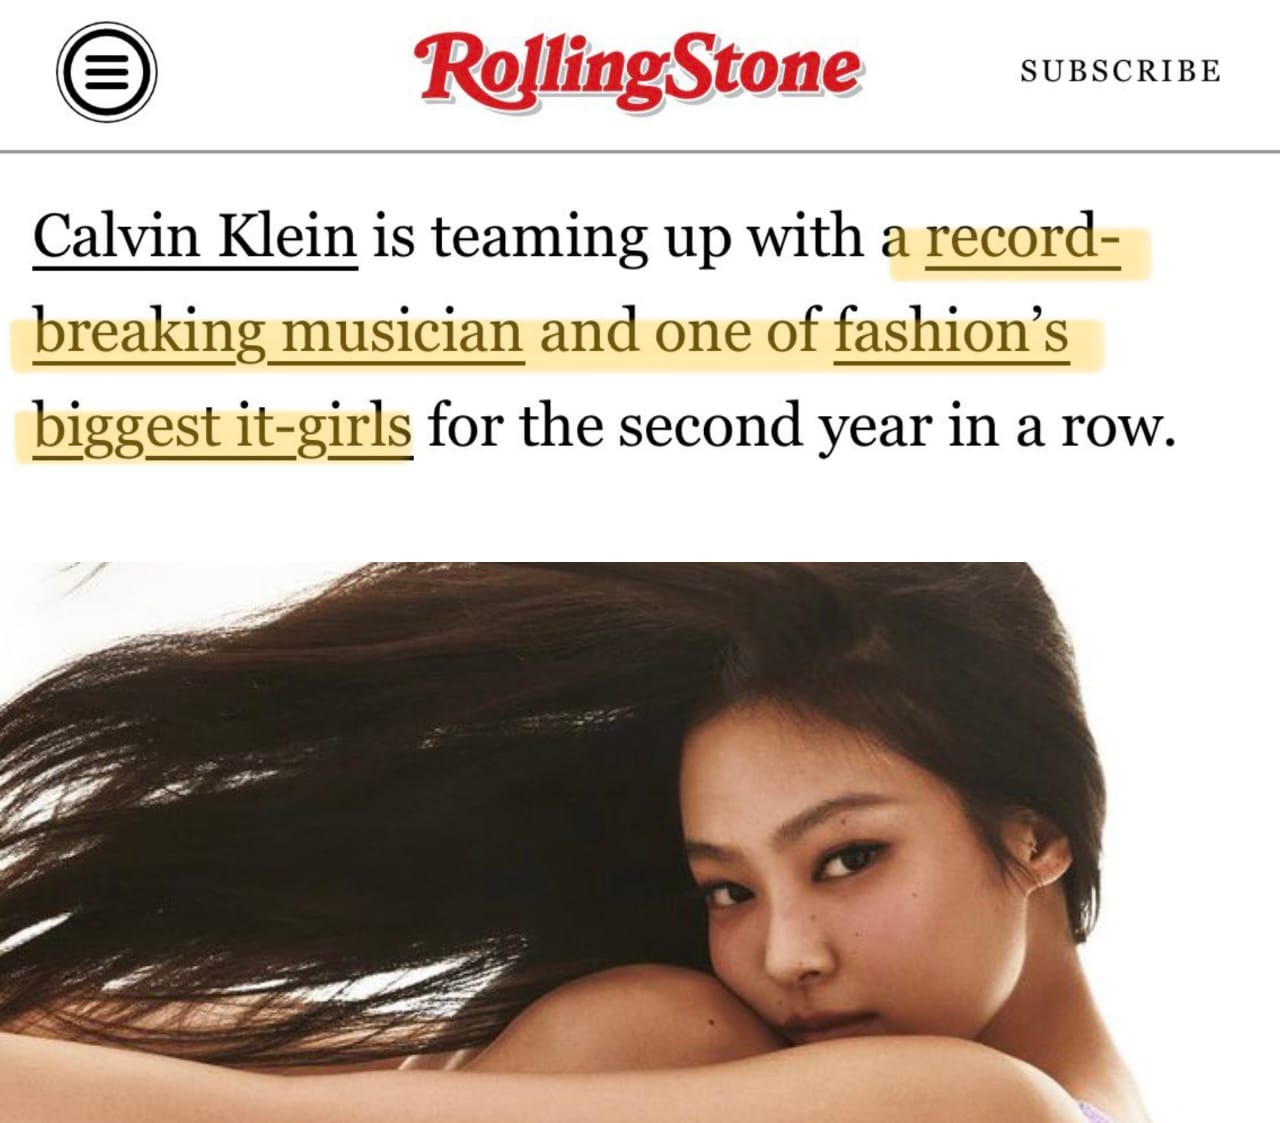 RollingStone
SUBSCRIBE
Calvin Klein is teaming up with a record-
breaking musician and one of fashion’s
biggest it-girls for the second year in a row.